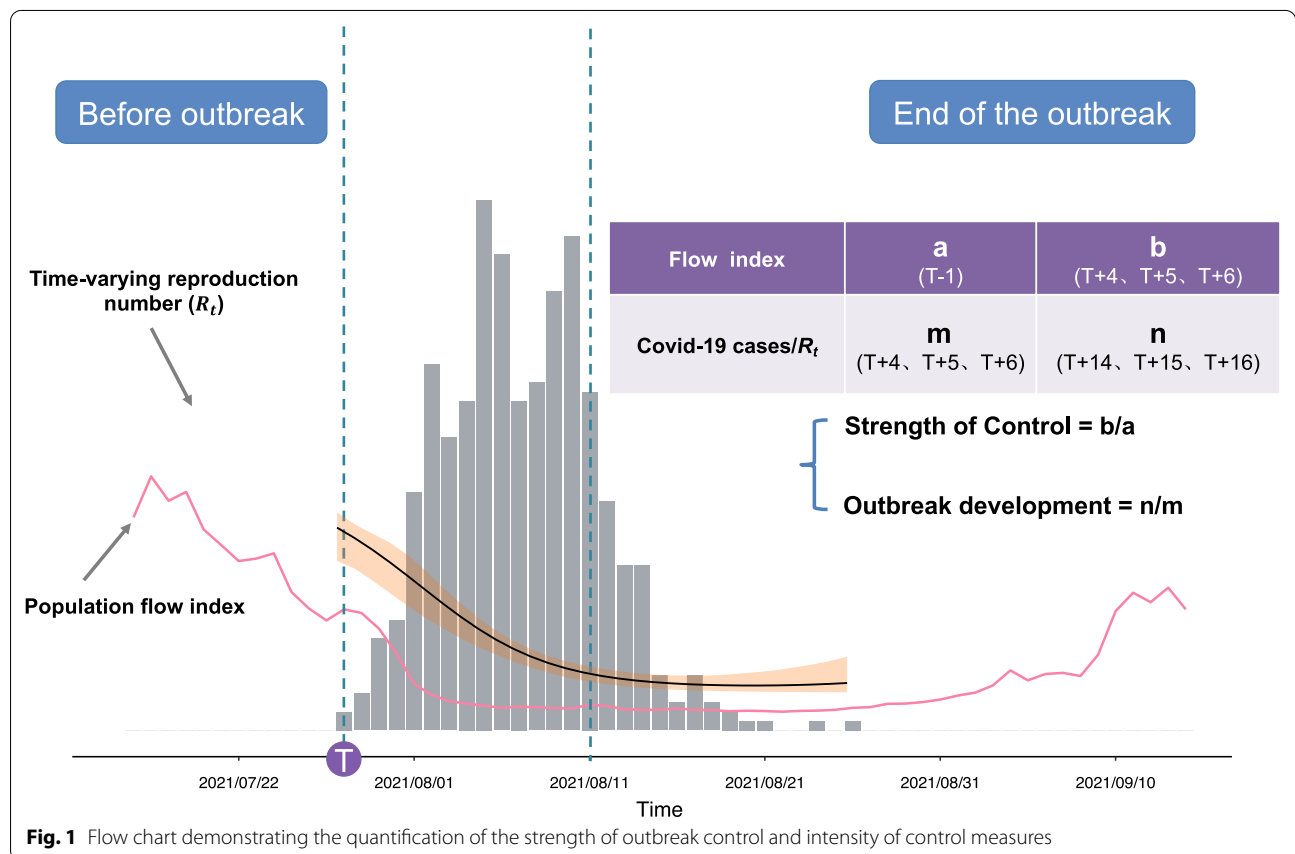 Before outbreak
End of the outbreak
Flow index
a
(T-1)
b
(T+4、T+5、T+6)
Covid-19 cases/Rt
m
(T+4、T+5、T+6)
n
(T+14、T+15、T+16)
Time-varying reproduction
number (Rt)
Strength of Control = b/a
Outbreak development = n/m
Population flow index
T
2021/07/22
2021/08/01
2021/08/11
2021/08/21
2021/08/31
2021/09/10
Time
Fig. 1 Flow chart demonstrating the quantification of the strength of outbreak control and intensity of control measures